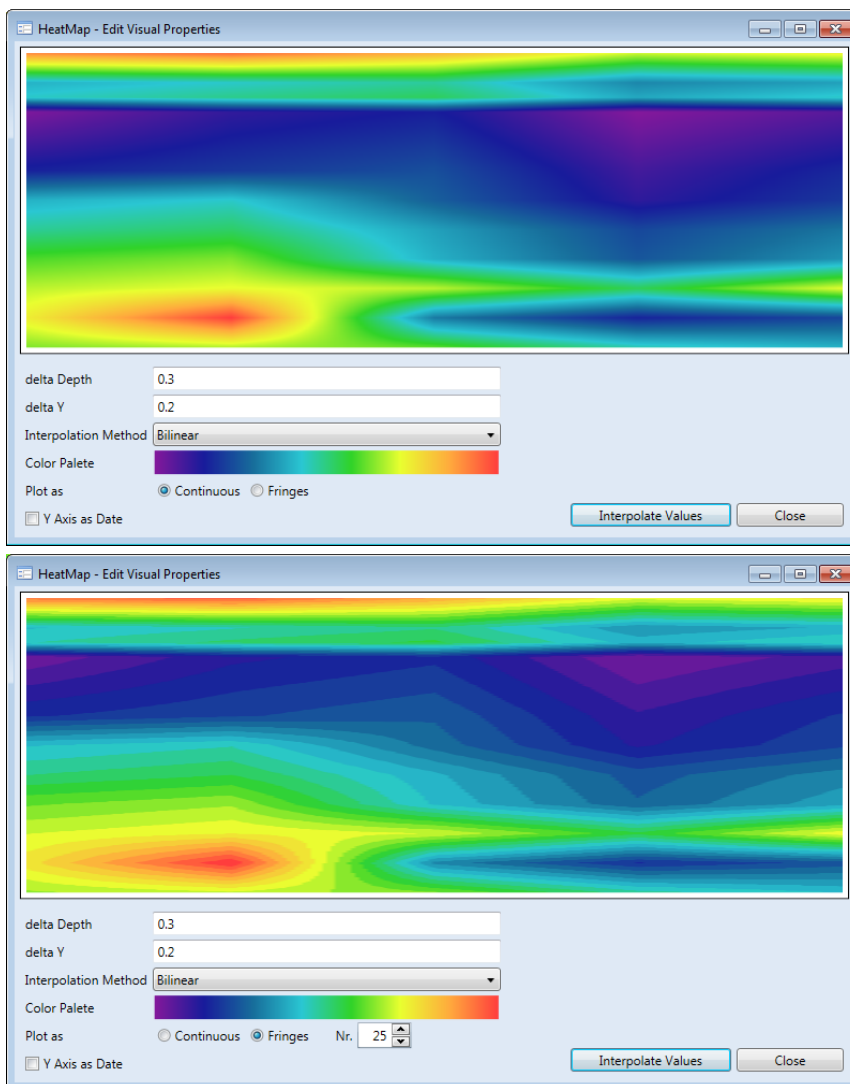 HeatMap - Edit Visual Properties
delta Depth 0.3
delta Y 0.2
Interpolation Method Bilinear
Color Palete
Plot as Continuous Fringes
Y Axis as Date Interpolate Values Close
HeatMap - Edit Visual Properties
delta Depth 0.3
delta Y 0.2
Interpolation Method Bilinear
Color Palete
Plot as Continuous Fringes Nr. 25
Y Axis as Date Interpolate Values Close